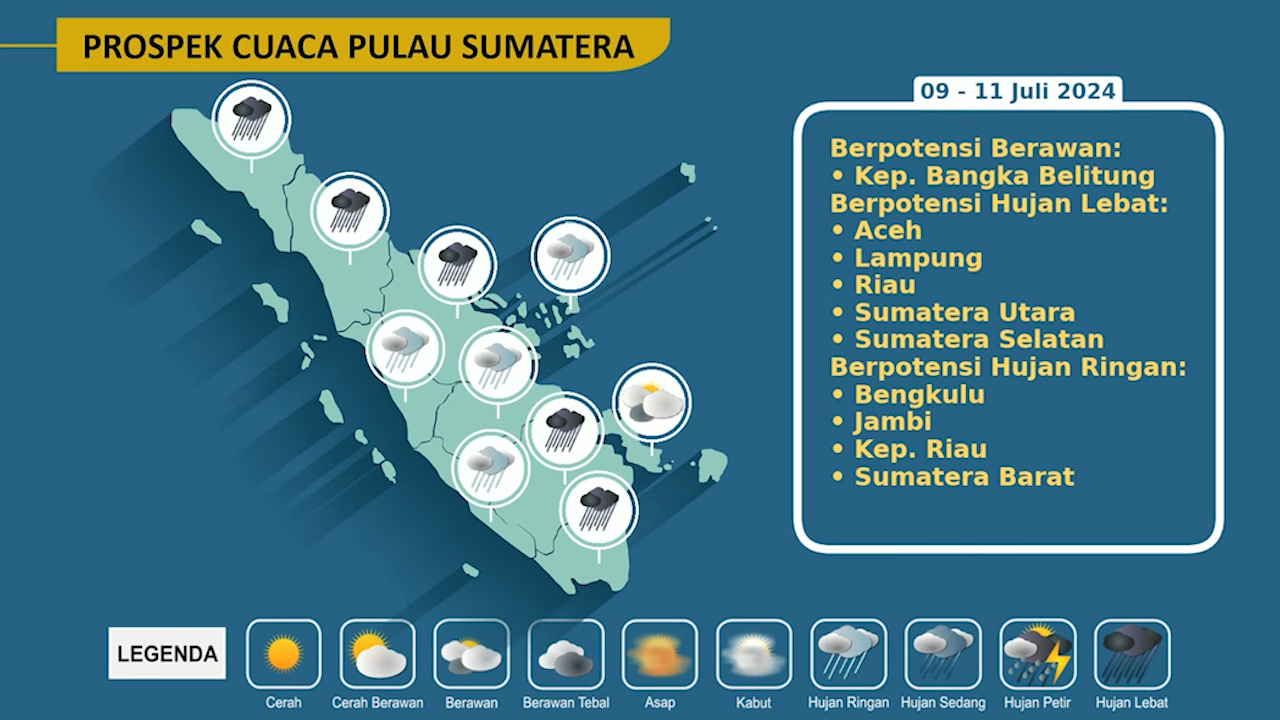 PROSPEK CUACA PULAU SUMATERA
09 - 11 Juli 2024
Berpotensi Berawan:
• Kep. Bangka Belitung
Berpotensi Hujan Lebat:
• Aceh
• Lampung
• Riau
• Sumatera Utara
• Sumatera Selatan
Berpotensi Hujan Ringan:
• Bengkulu
• Jambi
• Kep. Riau
• Sumatera Barat
LEGENDA
Cerah
Cerah Berawan
Berawan
Berawan Tebal
Asap
Kabut
Hujan Ringan
Hujan Sedang
Hujan Petir
Hujan Lebat